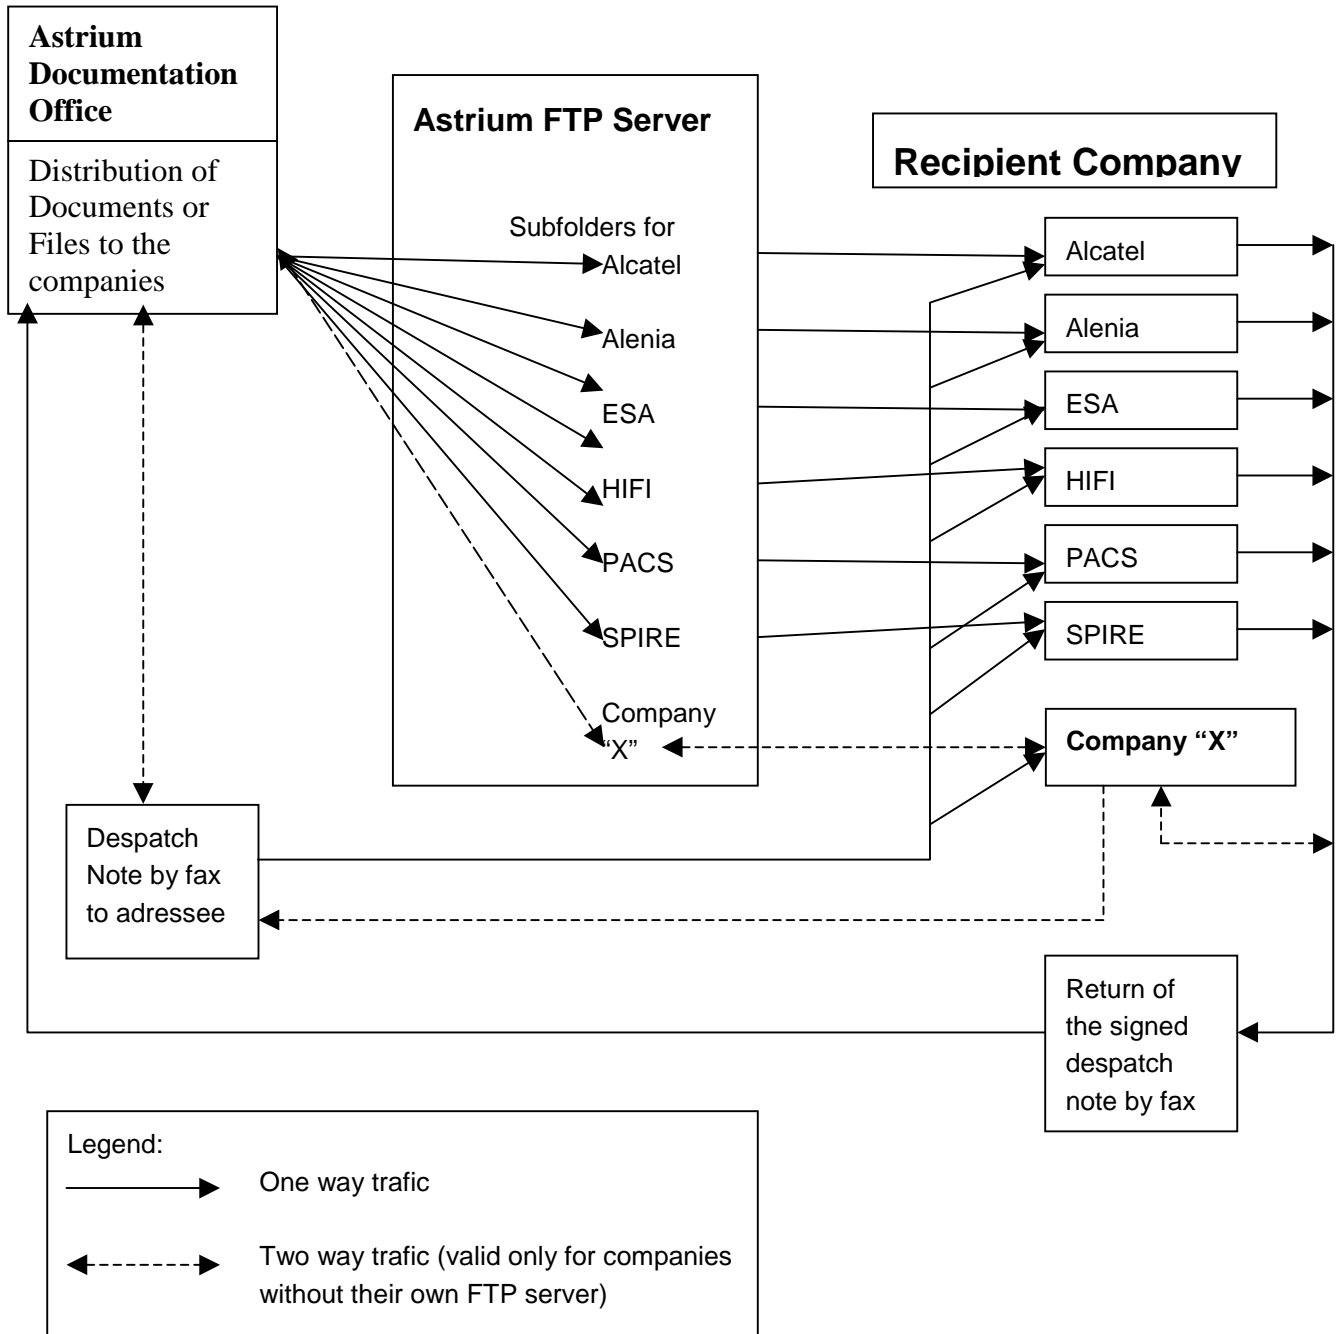 Astrium
Documentation
Office
Distribution of
Documents or
Files to the
companies
Astrium FTP Server
Subfolders for
Alcatel
Alenia
ESA
HIFI
PACS
SPIRE
Company
“X”
Recipient Company
Alcatel
Alenia
ESA
HIFI
PACS
SPIRE
Company “X”
Despatch
Note by fax
to adressee
Return of
the signed
despatch
note by fax
Legend:
One way trafic
Two way trafic (valid only for companies
without their own FTP server)